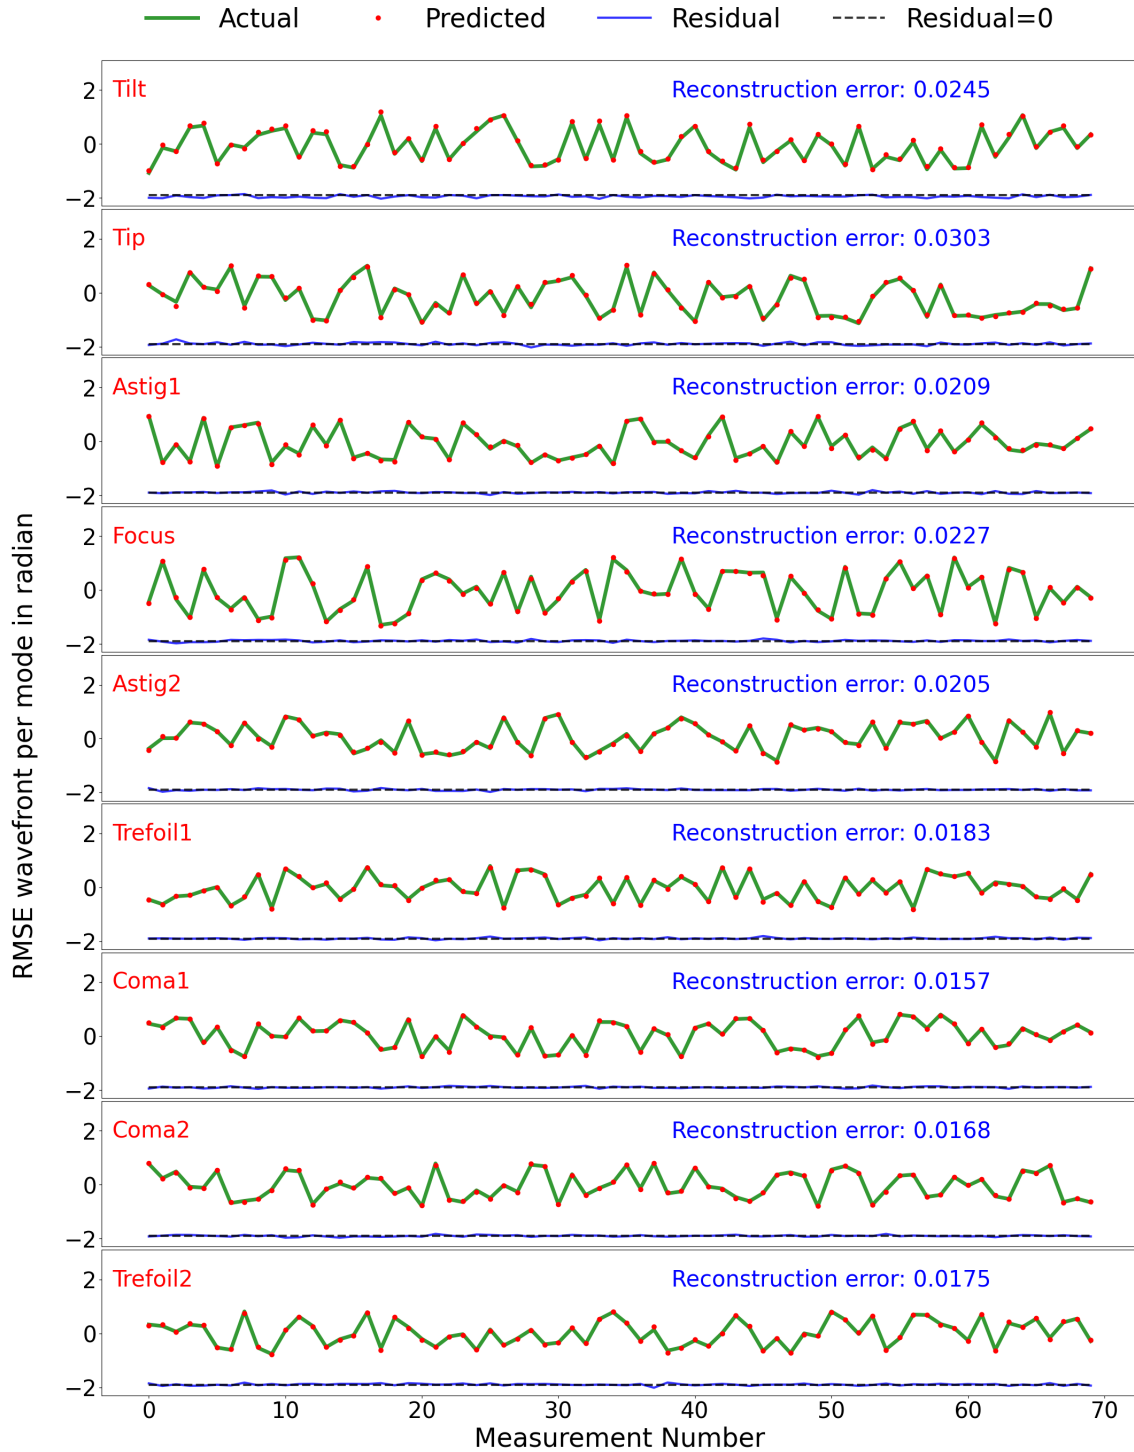 Actual Predicted Residual Residual=0
Tilt Reconstruction error: 0.0245
2
0
−2
Tip Reconstruction error: 0.0303
2
0
−2
Astig1 Reconstruction error: 0.0209
2
0
−2
Focus Reconstruction error: 0.0227
2
0
−2
Astig2 Reconstruction error: 0.0205
2
0
−2
Trefoil1 Reconstruction error: 0.0183
2
0
−2
Coma1 Reconstruction error: 0.0157
2
0
−2
Coma2 Reconstruction error: 0.0168
2
0
−2
Trefoil2 Reconstruction error: 0.0175
2
0
−2
0 10 20 30 40 50 60 70
Measurement Number
RMSE wavefront per mode in radian